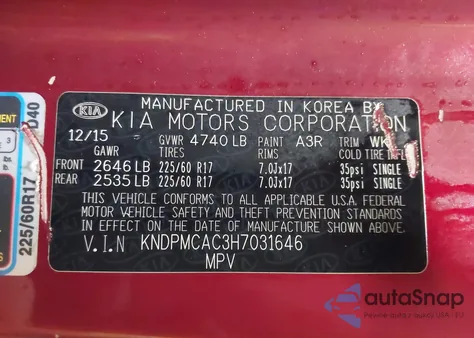 MANUFACTURED IN KOREA BY
KIA KIA MOTORS CORPORATION
12/15 GVWR 4740 LB PAINT A3R TRIM WK
GAWR TIRES RIMS COLD TIRE INFL
FRONT 2646 LB 225/60 R17 7.0Jx17 35psi SINGLE
REAR 2535 LB 225/60 R17 7.0Jx17 35psi SINGLE
THIS VEHICLE CONFORMS TO ALL APPLICABLE U.S.A. FEDERAL
MOTOR VEHICLE SAFETY AND THEFT PREVENTION STANDARDS
IN EFFECT ON THE DATE OF MANUFACTURE SHOWN ABOVE.
V.I.N KNDPMCAC3H7031646
MPV
225/60R17
autoSnap